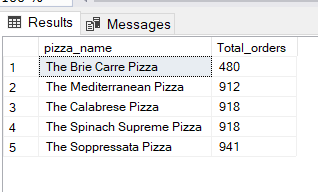 Results Messages
pizza_name Total_orders
1 The Brie Carre Pizza 480
2 The Mediterranean Pizza 912
3 The Calabrese Pizza 918
4 The Spinach Supreme Pizza 918
5 The Soppressata Pizza 941